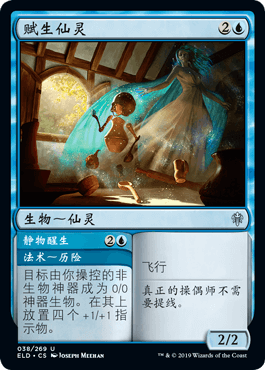 赋生仙灵 2
生物～仙灵
静物醒生 2
法术～历险
目标由你操控的非
生物神器成为0/0
神器生物。在其上
放置四个+1/+1指
示物。
飞行
真正的操偶师不需
要提线。
2/2
038/269 U
ELD • CS Joseph Meehan
™ & © 2019 Wizards of the Coast